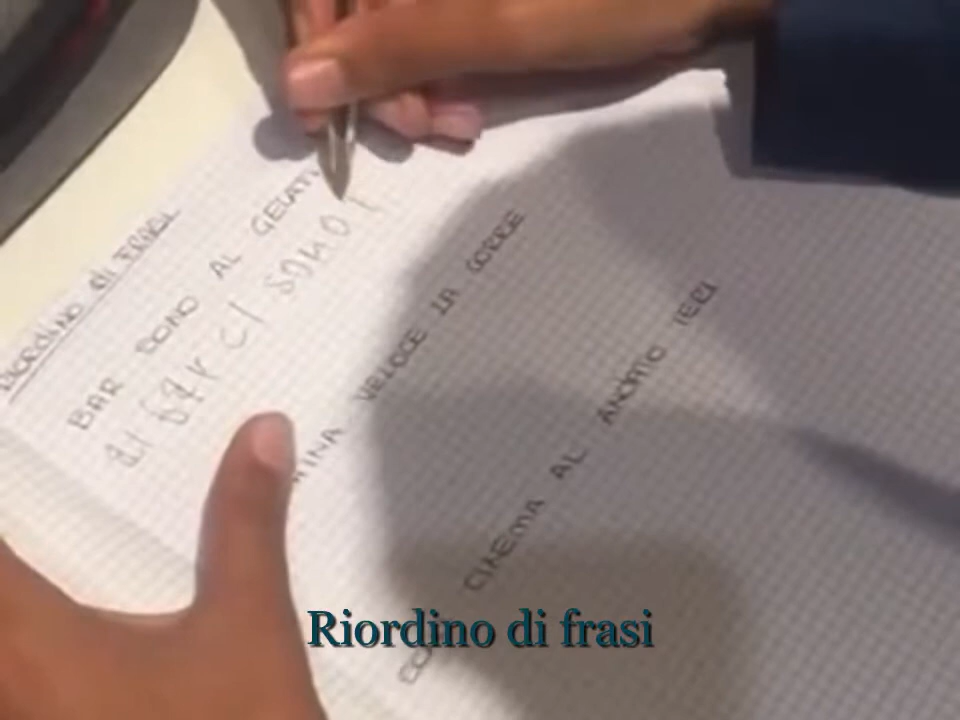 RIORDINO di FRASI
BAR SONO AL GELATI
al bar ci sono i
VELOCE LA CORRE
CINEMA AL ANDATO IERI
Riordino di frasi